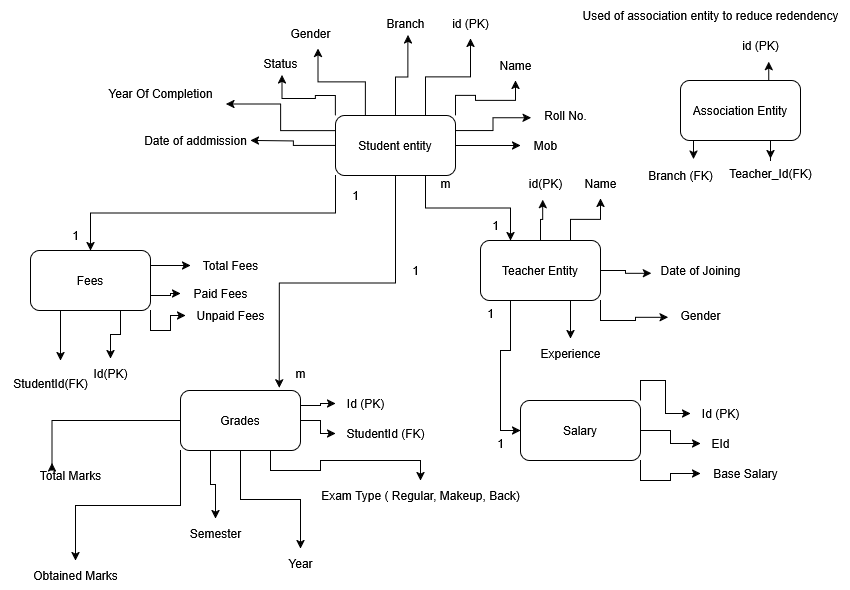 Used of association entity to reduce redendency
Branch
id (PK)
Gender
id (PK)
Status
Name
Year Of Completion
Association Entity
Roll No.
Date of addmission
Student entity
Mob
Branch (FK)
Teacher_Id(FK)
m
id(PK)
Name
1
1
1
Total Fees
1
Teacher Entity
Date of Joining
Fees
Paid Fees
Unpaid Fees
1
Gender
Experience
Id(PK)
StudentId(FK)
m
Id (PK)
Id (PK)
Grades
StudentId (FK)
Salary
1
EId
Total Marks
Base Salary
Exam Type ( Regular, Makeup, Back)
Semester
Year
Obtained Marks